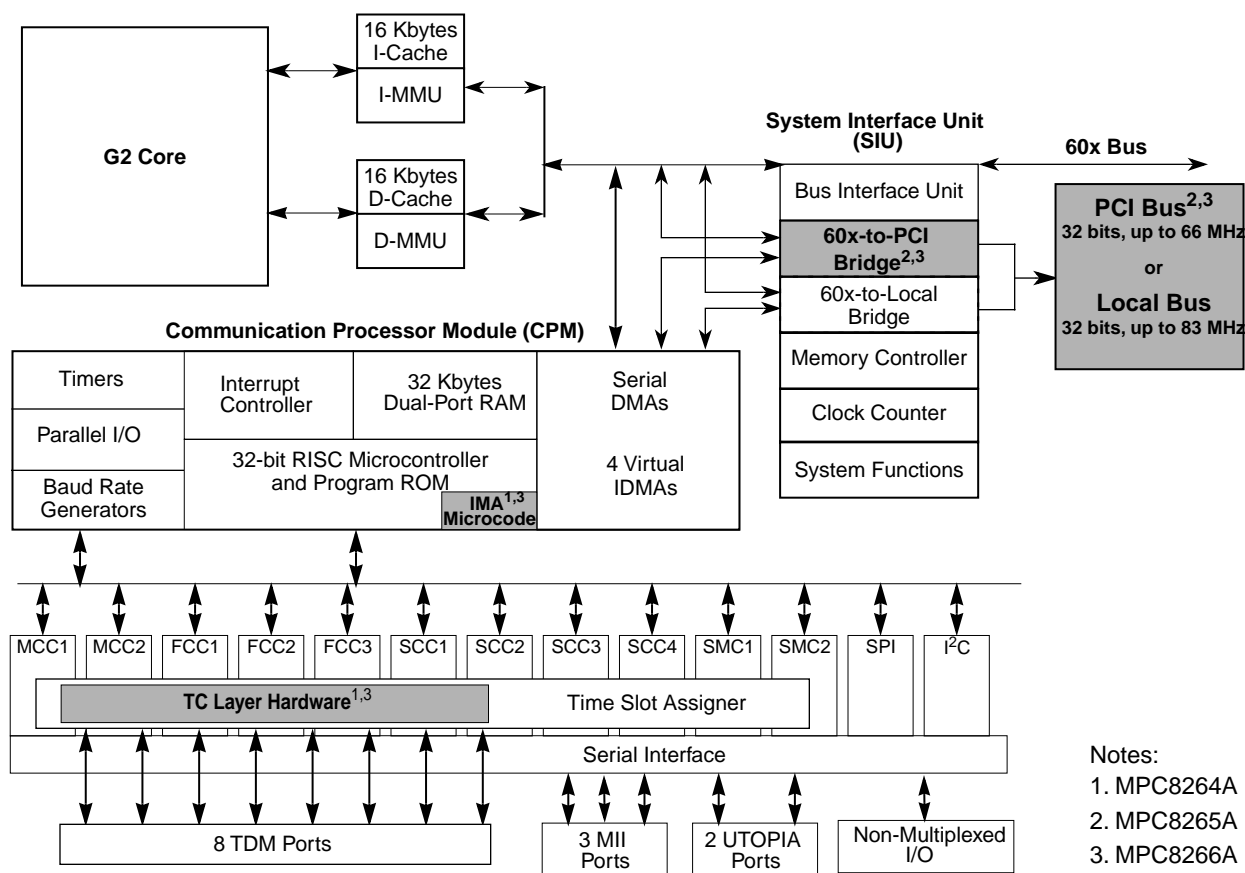 16 Kbytes
I-Cache
I-MMU
G2 Core
16 Kbytes
D-Cache
D-MMU
System Interface Unit
(SIU)
60x Bus
Bus Interface Unit
60x-to-PCI
Bridge2,3
60x-to-Local
Bridge
Memory Controller
Clock Counter
System Functions
PCI Bus2,3
32 bits, up to 66 MHz
or
Local Bus
32 bits, up to 83 MHz
Communication Processor Module (CPM)
Timers
Parallel I/O
Baud Rate
Generators
Interrupt
Controller
32 Kbytes
Dual-Port RAM
32-bit RISC Microcontroller
and Program ROM
IMA1,3
Microcode
Serial
DMAs
4 Virtual
IDMAs
MCC1 MCC2 FCC1 FCC2 FCC3 SCC1 SCC2 SCC3 SCC4 SMC1 SMC2 SPI I2C
TC Layer Hardware1,3
Time Slot Assigner
Serial Interface
8 TDM Ports
3 MII
Ports
2 UTOPIA
Ports
Non-Multiplexed
I/O
Notes:
1. MPC8264A
2. MPC8265A
3. MPC8266A